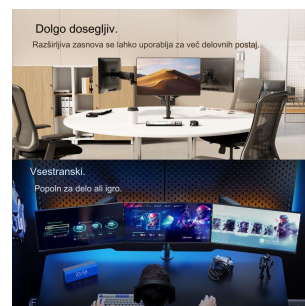 Dolgo dosegljiv.
Razširljiva zasnova se lahko uporablja za več delovnih postaj.
Vsestranski.
Popoln za delo ali igro.